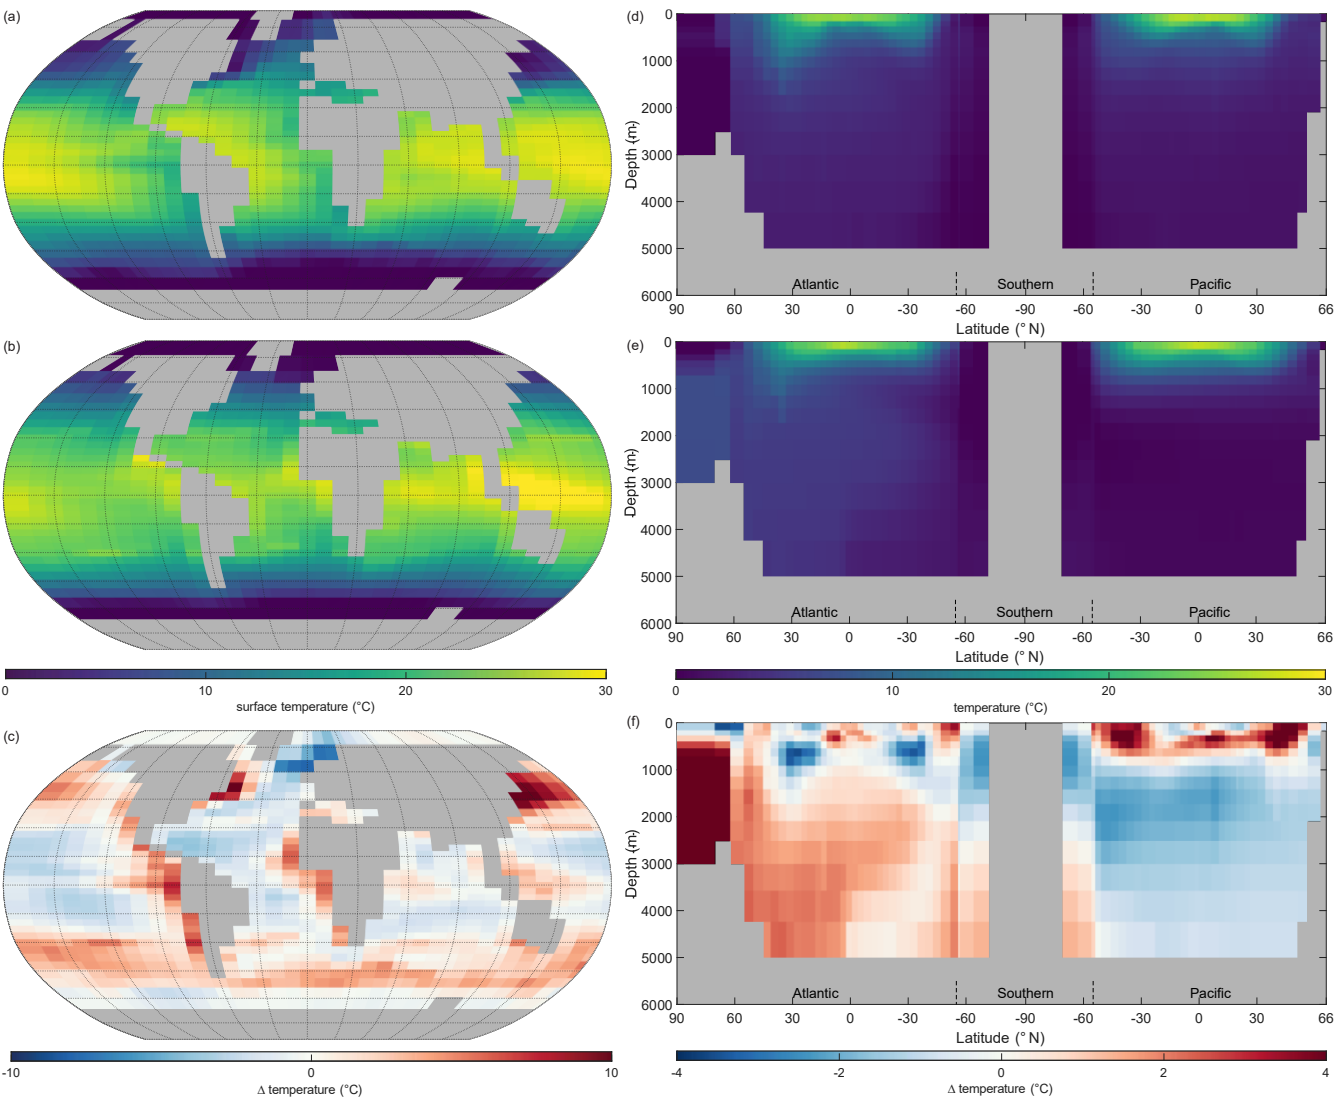 (a)
(b)
0 10 20 30
surface temperature (°C)
(c)
-10 -5 0 5 10
Δ temperature (°C)
(d)
0
1000
2000
3000
4000
5000
6000
Depth (m)
Atlantic Southern Pacific
90 60 30 0 -30 -60 -90 -60 -30 0 30 66
Latitude (° N)
(e)
0
1000
2000
3000
4000
5000
6000
Depth (m)
Atlantic Southern Pacific
90 60 30 0 -30 -60 -90 -60 -30 0 30 66
Latitude (° N)
0 10 20 30
temperature (°C)
(f)
0
1000
2000
3000
4000
5000
6000
Depth (m)
Atlantic Southern Pacific
90 60 30 0 -30 -60 -90 -60 -30 0 30 66
Latitude (° N)
-4 -2 0 2 4
Δ temperature (°C)